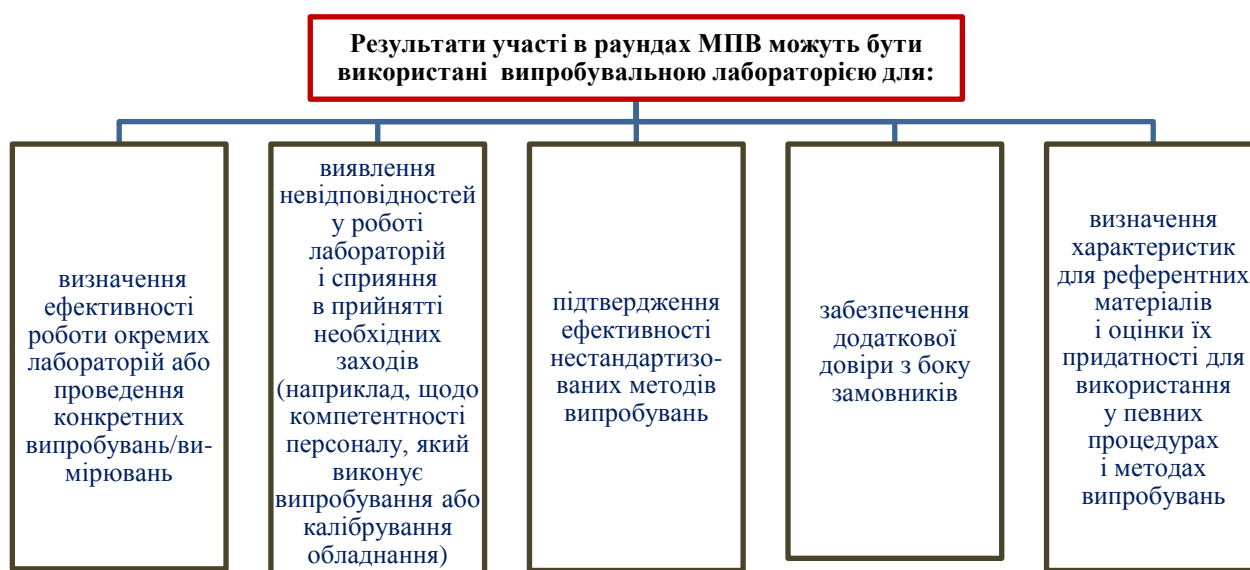 Результати участі в раундах МПВ можуть бути
використані випробувальною лабораторією для:
визначення
ефективності
роботи окремих
лабораторій або
проведення
конкретних
випробувань/ви-
мірювань
виявлення
невідповідностей
у роботі
лабораторій
і сприяння
в прийнятті
необхідних
заходів
(наприклад, щодо
компетентності
персоналу, який
виконує
випробування або
калібрування
обладнання)
підтвердження
ефективності
нестандартизо-
ваних методів
випробувань
забезпечення
додаткової
довіри з боку
замовників
визначення
характеристик
для референтних
матеріалів
і оцінки їх
придатності для
використання
у певних
процедурах
і методах
випробувань